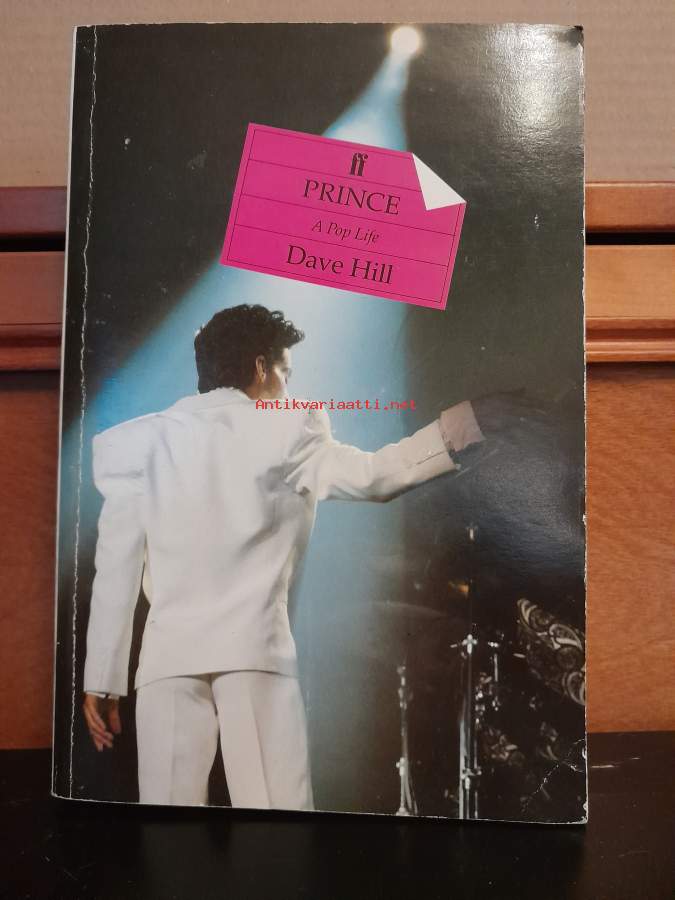 ff
PRINCE
A Pop Life
Dave Hill
Antikvariaatti.net